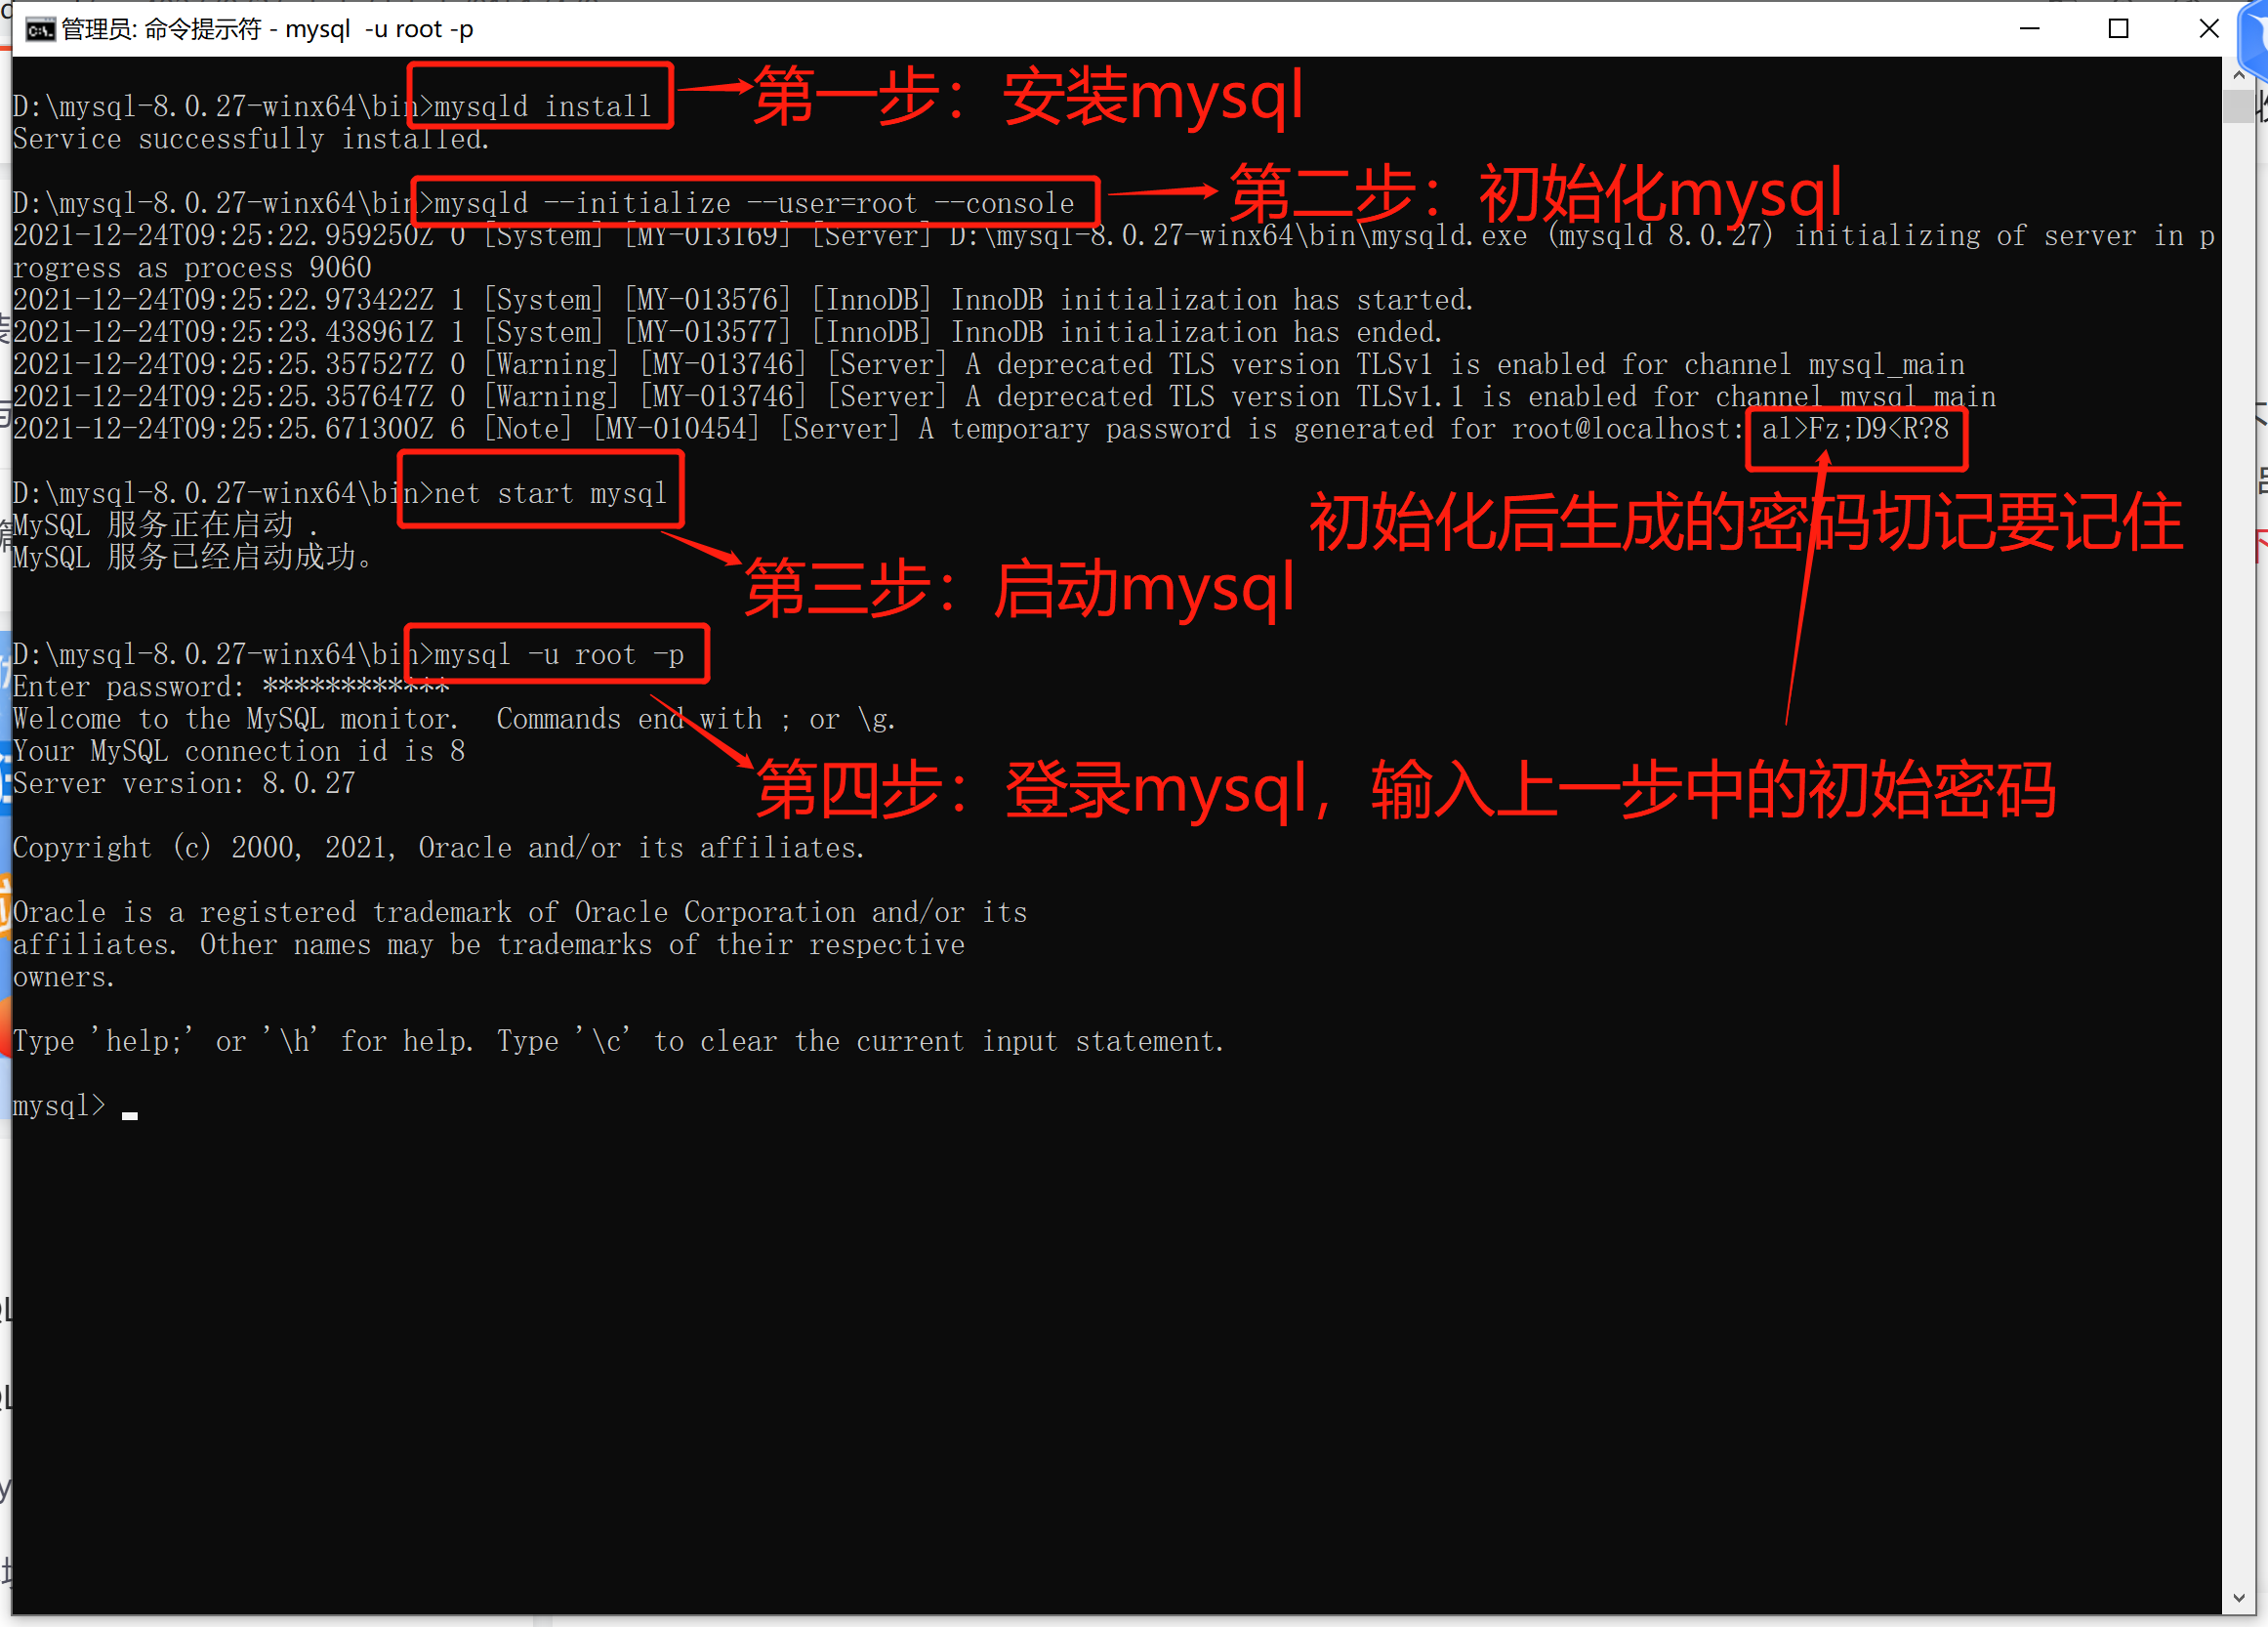 管理员: 命令提示符 - mysql  -u root -p
D:\mysql-8.0.27-winx64\bin>mysqld install
第一步：安装mysql
Service successfully installed.
D:\mysql-8.0.27-winx64\bin>mysqld --initialize --user=root --console
第二步：初始化mysql
2021-12-24T09:25:22.959250Z 0 [System] [MY-013169] [Server] D:\mysql-8.0.27-winx64\bin\mysqld.exe (mysqld 8.0.27) initializing of server in p
rogress as process 9060
2021-12-24T09:25:22.973422Z 1 [System] [MY-013576] [InnoDB] InnoDB initialization has started.
2021-12-24T09:25:23.438961Z 1 [System] [MY-013577] [InnoDB] InnoDB initialization has ended.
2021-12-24T09:25:25.357527Z 0 [Warning] [MY-013746] [Server] A deprecated TLS version TLSv1 is enabled for channel mysql_main
2021-12-24T09:25:25.357647Z 0 [Warning] [MY-013746] [Server] A deprecated TLS version TLSv1.1 is enabled for channel mysql_main
2021-12-24T09:25:25.671300Z 6 [Note] [MY-010454] [Server] A temporary password is generated for root@localhost: al>Fz;D9<R?8
D:\mysql-8.0.27-winx64\bin>net start mysql
初始化后生成的密码切记要记住
MySQL 服务正在启动 .
MySQL 服务已经启动成功。
第三步：启动mysql
D:\mysql-8.0.27-winx64\bin>mysql -u root -p
Enter password: ************
Welcome to the MySQL monitor.  Commands end with ; or \g.
Your MySQL connection id is 8
Server version: 8.0.27
第四步：登录mysql，输入上一步中的初始密码
Copyright (c) 2000, 2021, Oracle and/or its affiliates.
Oracle is a registered trademark of Oracle Corporation and/or its
affiliates. Other names may be trademarks of their respective
owners.
Type 'help;' or '\h' for help. Type '\c' to clear the current input statement.
mysql>